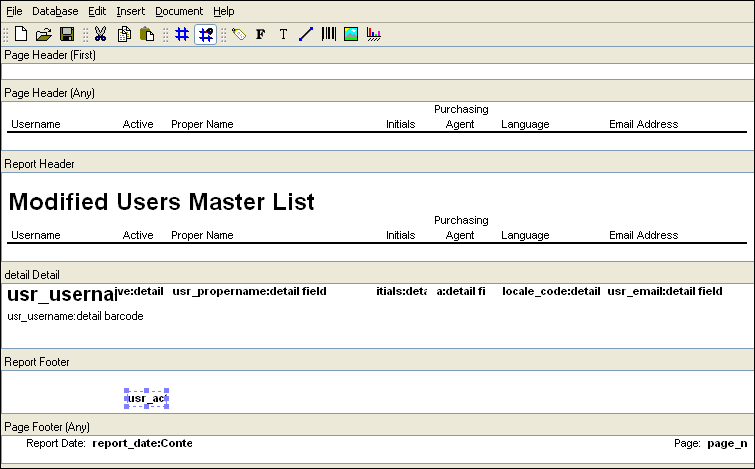 File DataBase Edit Insert Document Help
F T
Page Header (First)
Page Header (Any)
Purchasing
Username Active Proper Name Initials Agent Language Email Address
Report Header
Modified Users Master List
Purchasing
Username Active Proper Name Initials Agent Language Email Address
detail Detail
usr_usernai ve:detail usr_propername:detail field itials:deta a:detail fi locale_code:detail usr_email:detail field
usr_username:detail barcode
Report Footer
usr_ac
Page Footer (Any)
Report Date: report_date:Conte Page: page_n